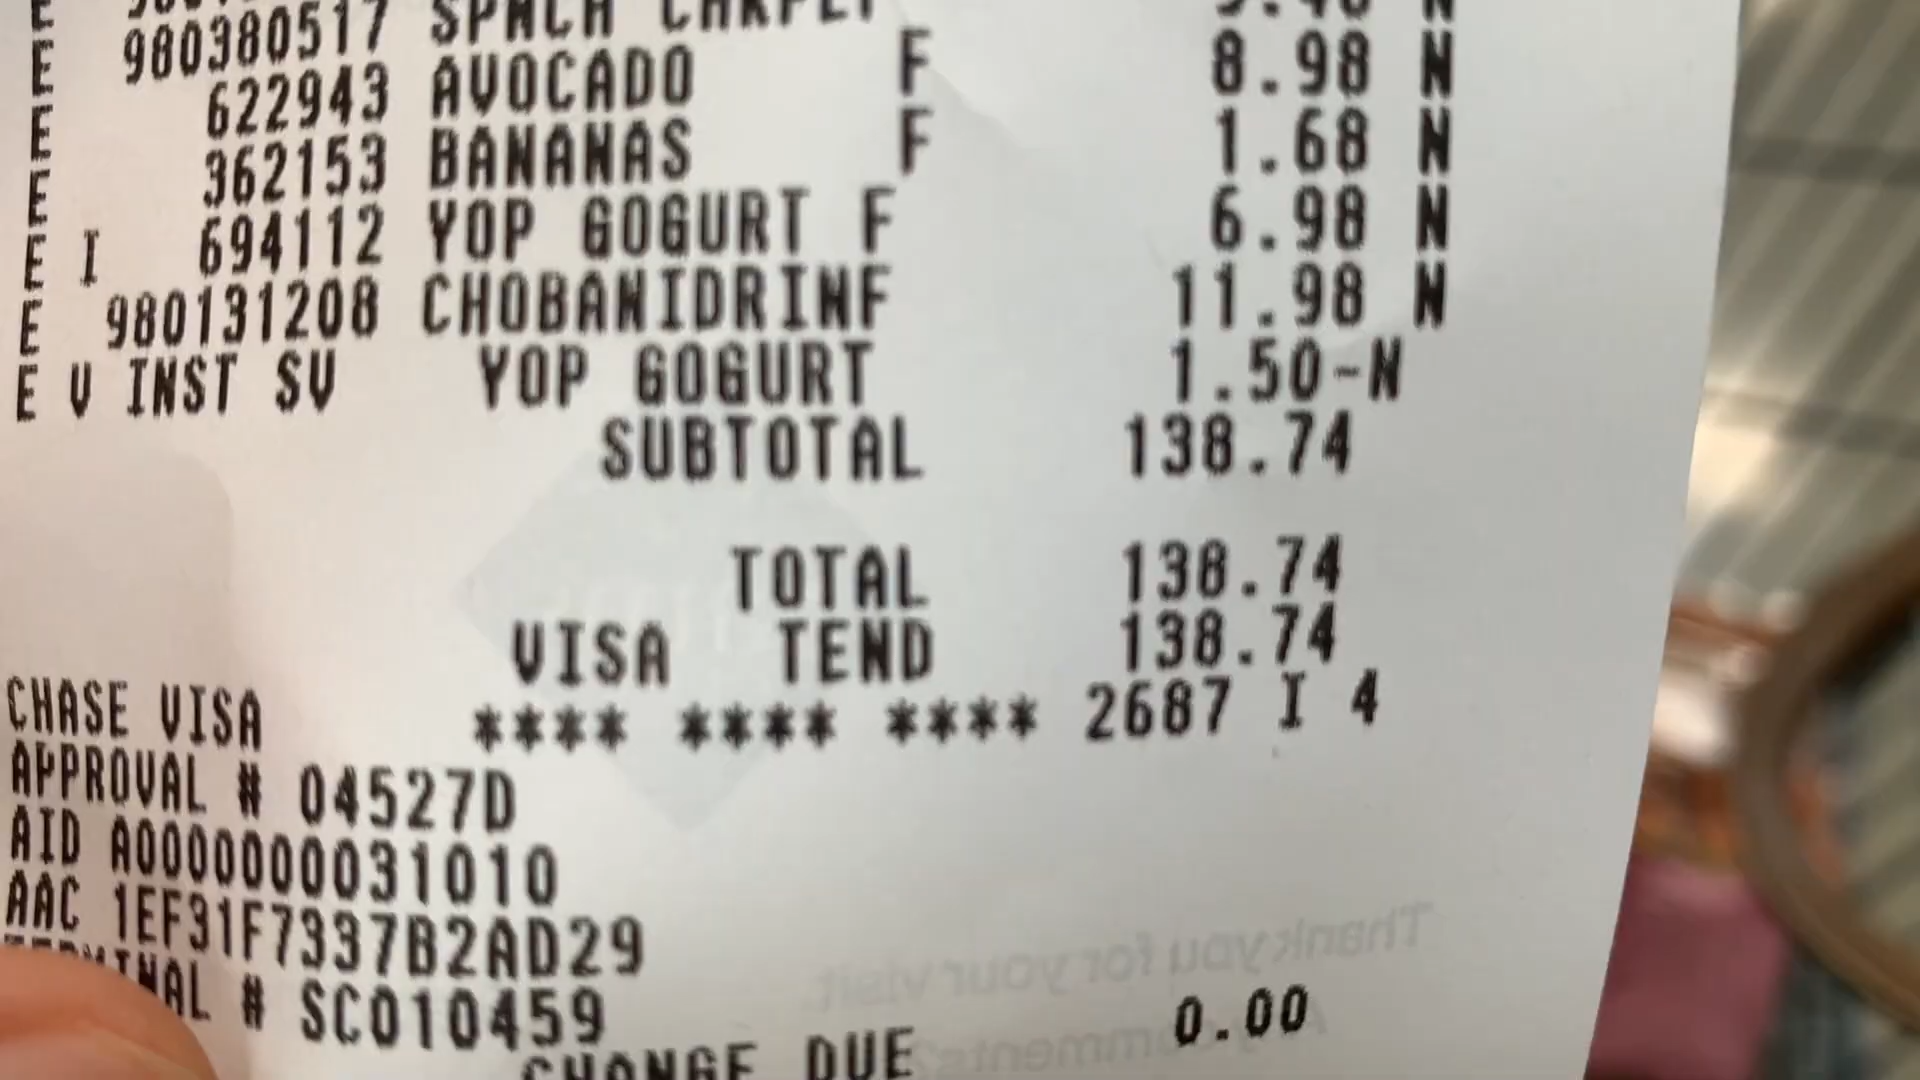 E 980380517 SPNCH CARPET
E 622943 AVOCADO F 8.98 N
E 362153 BANANAS F 1.68 N
E I 694112 YOP GOGURT F 6.98 N
E 980131208 CHOBANIDRINF 11.98 N
E V INST SV YOP GOGURT 1.50-N
SUBTOTAL 138.74
TOTAL 138.74
VISA TEND 138.74
CHASE VISA **** **** **** 2687 I 4
APPROVAL # 04527D
AID A0000000031010
AAC 1EF31F7337B2AD29
TERMINAL # SCO10459
Thank you for your visit
CHANGE DUE 0.00